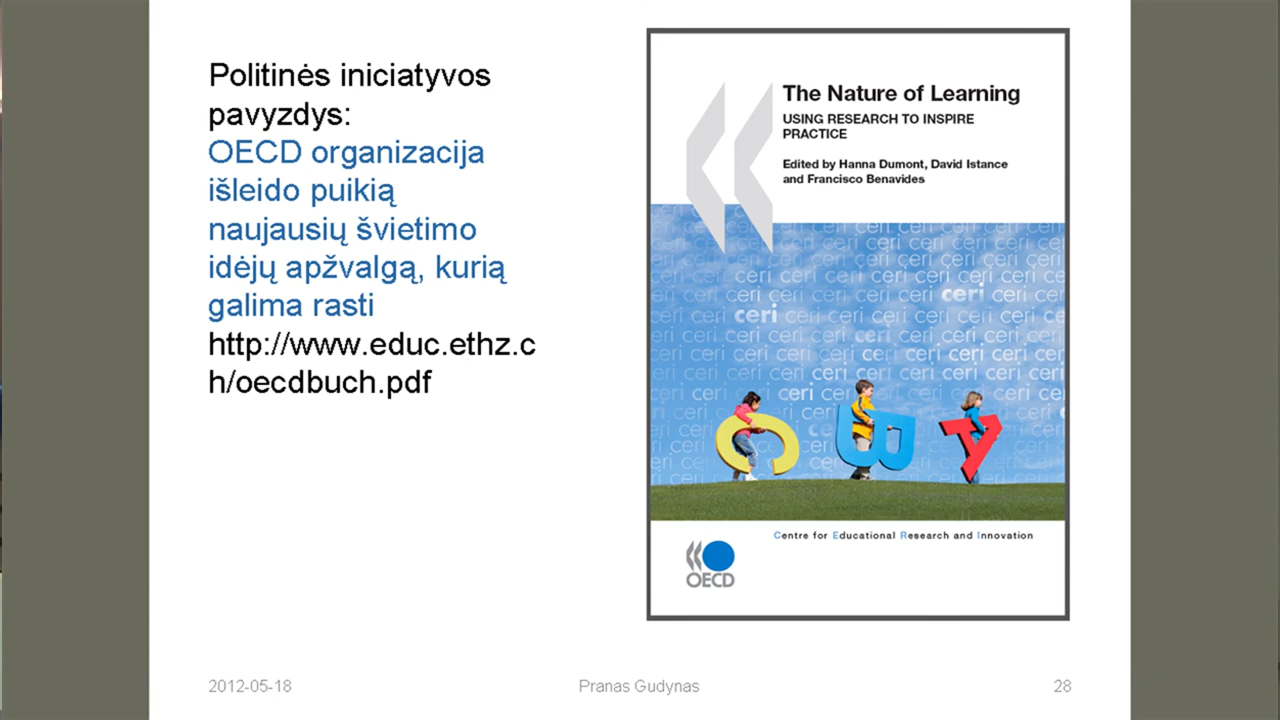 Politinės iniciatyvos
pavyzdys:
OECD organizacija
išleido puikią
naujausių švietimo
idėjų apžvalgą, kurią
galima rasti
http://www.educ.ethz.c
h/oecdbuch.pdf
The Nature of Learning
USING RESEARCH TO INSPIRE
PRACTICE
Edited by Hanna Dumont, David Istance
and Francisco Benavides
ceri
ceri
C
B
A
Centre for Educational Research and Innovation
OECD
2012-05-18
Pranas Gudynas
28